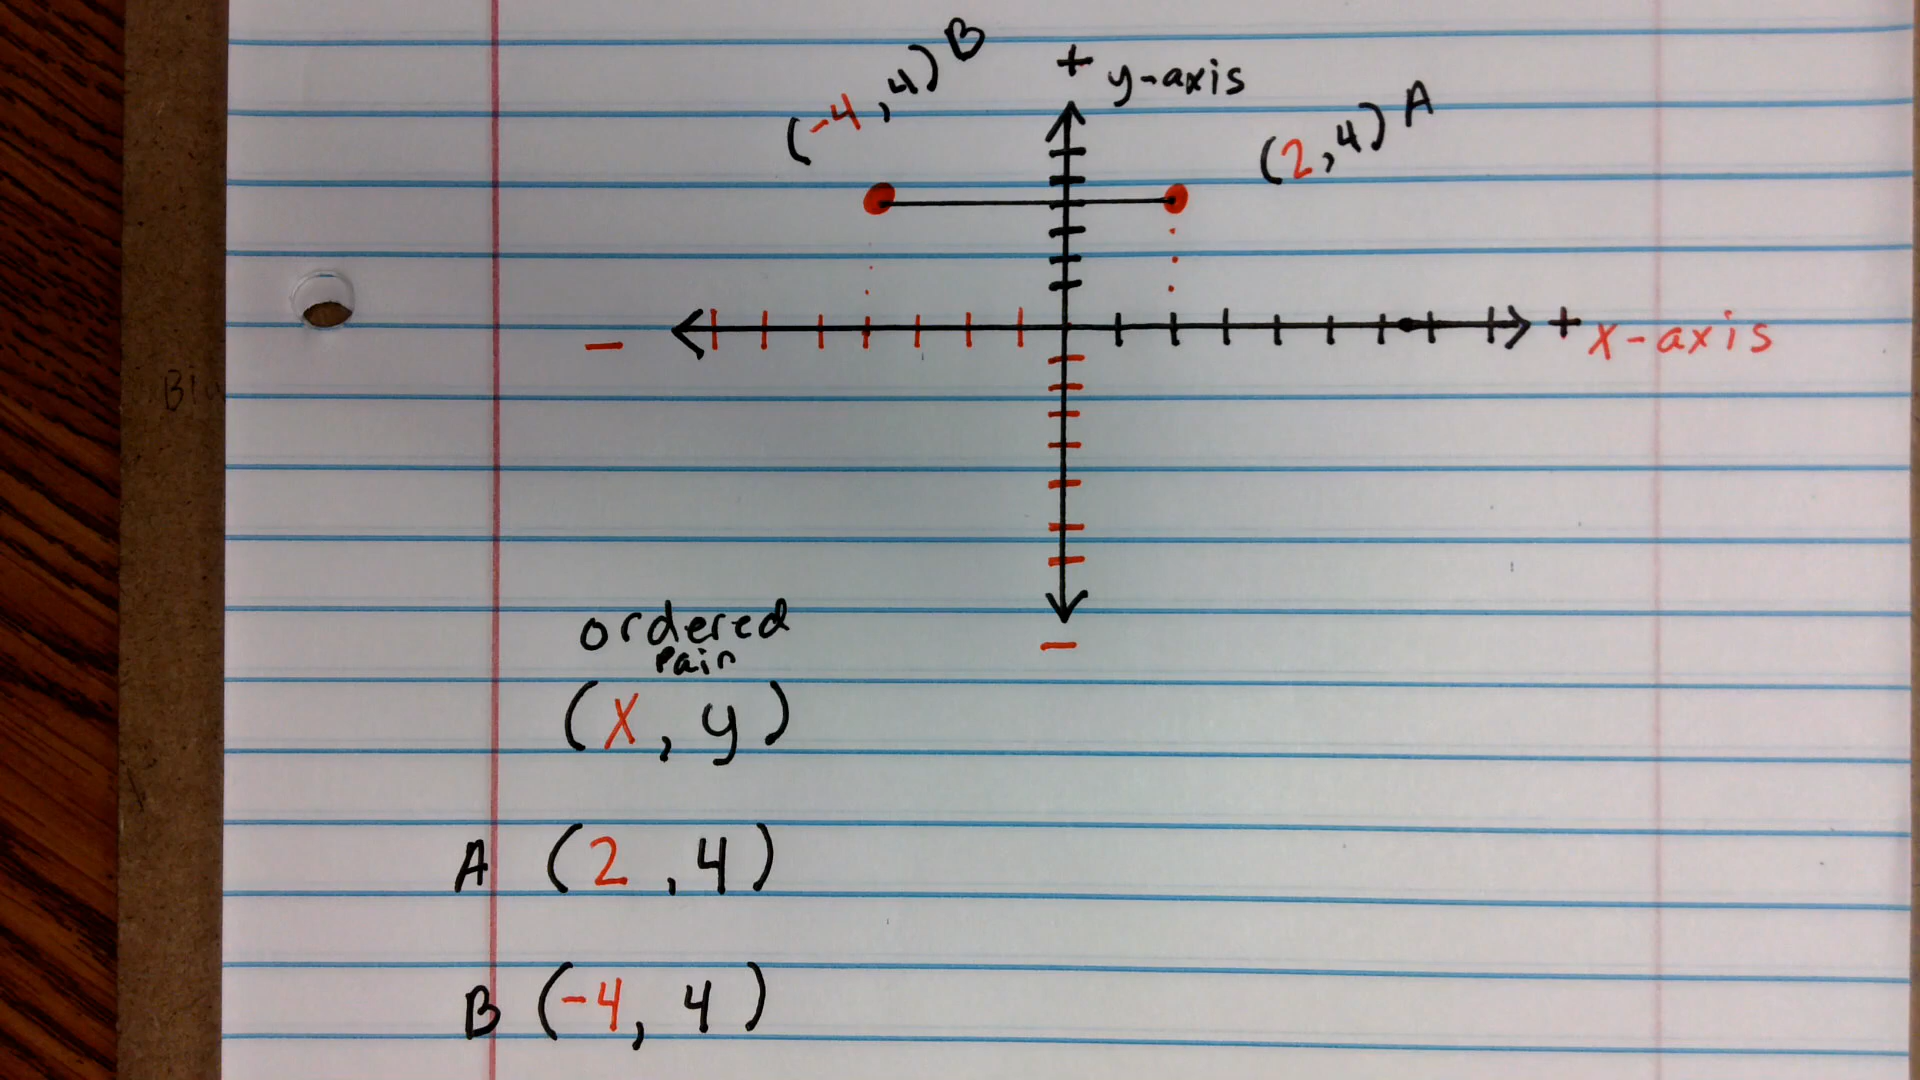 (-4, 4) B
+ y-axis
(2, 4) A
- + x-axis
-
ordered
pair
(x, y)
A (2, 4)
B (-4, 4)